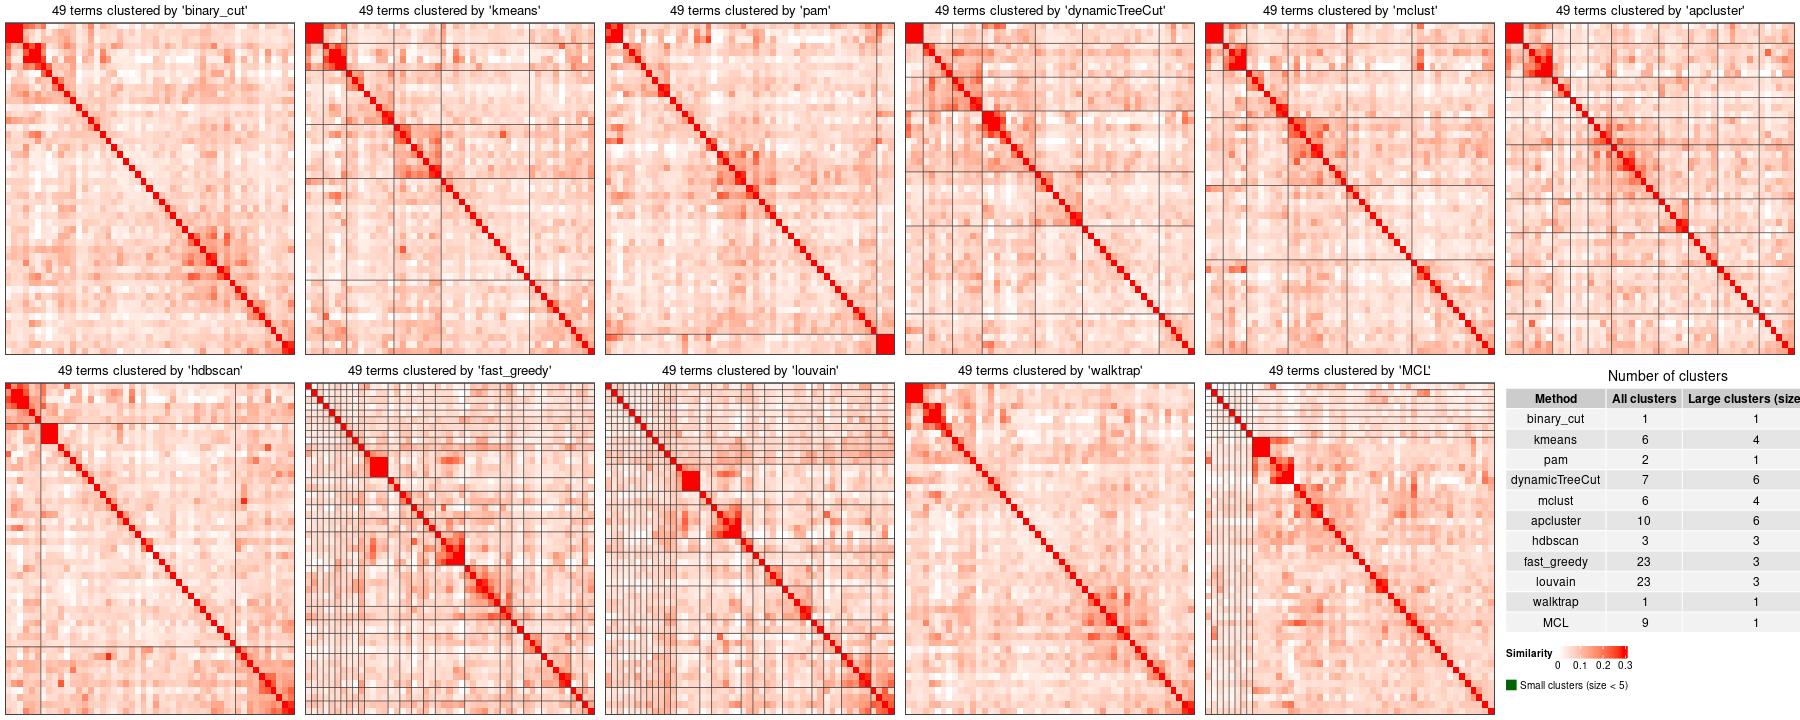 49 terms clustered by 'binary_cut'
49 terms clustered by 'kmeans'
49 terms clustered by 'pam'
49 terms clustered by 'dynamicTreeCut'
49 terms clustered by 'mclust'
49 terms clustered by 'apcluster'
49 terms clustered by 'hdbscan'
49 terms clustered by 'fast_greedy'
49 terms clustered by 'louvain'
49 terms clustered by 'walktrap'
49 terms clustered by 'MCL'
Number of clusters
Method All clusters Large clusters (size
binary_cut 1 1
kmeans 6 4
pam 2 1
dynamicTreeCut 7 6
mclust 6 4
apcluster 10 6
hdbscan 3 3
fast_greedy 23 3
louvain 23 3
walktrap 1 1
MCL 9 1
Similarity
0 0.1 0.2 0.3
Small clusters (size < 5)